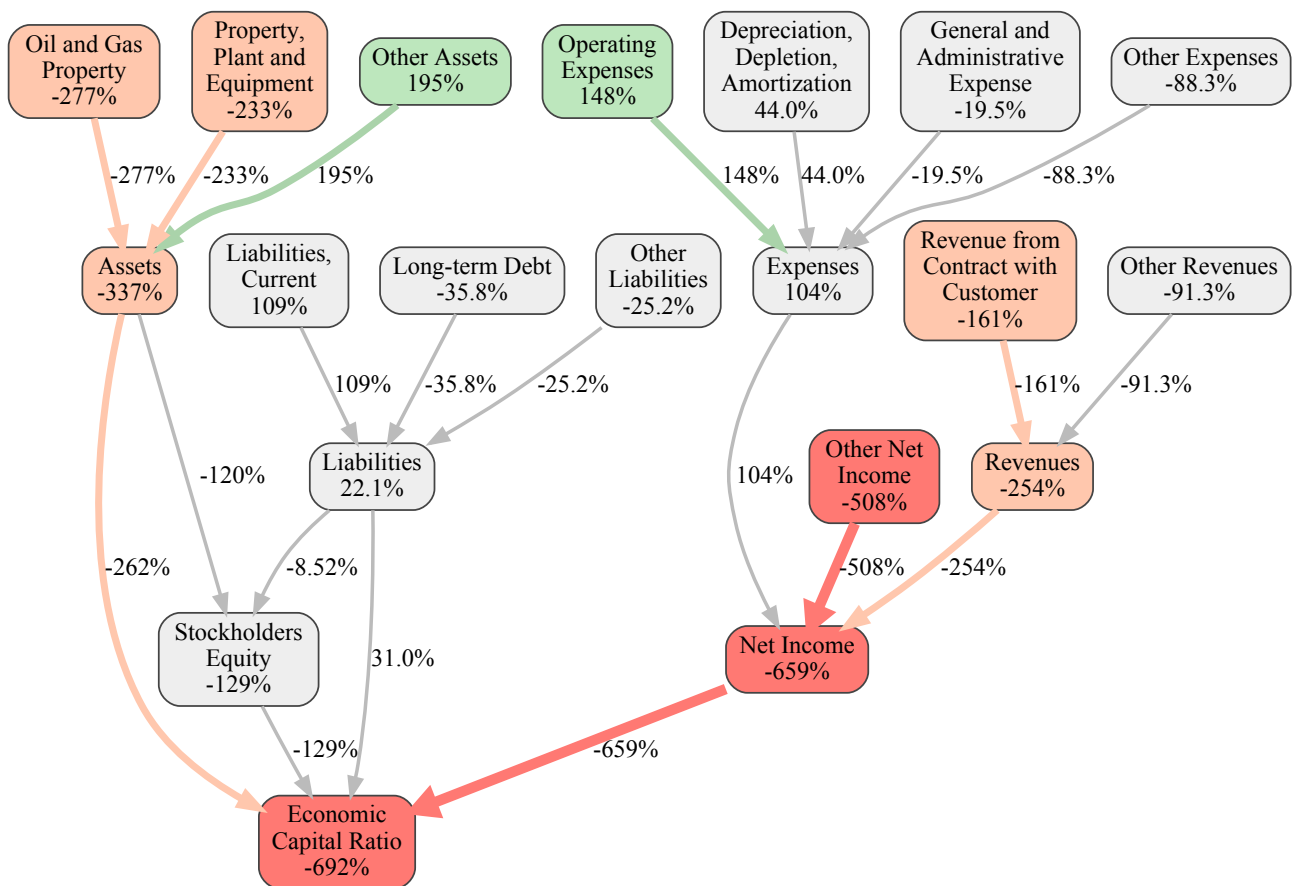 Oil and Gas
Property
-277%
Property,
Plant and
Equipment
-233%
Other Assets
195%
Operating
Expenses
148%
Depreciation,
Depletion,
Amortization
44.0%
General and
Administrative
Expense
-19.5%
Other Expenses
-88.3%
-277%
-233%
195%
148%
44.0%
-19.5%
-88.3%
Assets
-337%
Liabilities,
Current
109%
Long-term Debt
-35.8%
Other
Liabilities
-25.2%
Expenses
104%
Revenue from
Contract with
Customer
-161%
Other Revenues
-91.3%
109%
-35.8%
-25.2%
-161%
-91.3%
-120%
Liabilities
22.1%
104%
Other Net
Income
-508%
Revenues
-254%
-262%
-8.52%
-508%
-254%
Stockholders
Equity
-129%
31.0%
Net Income
-659%
-129%
-659%
Economic
Capital Ratio
-692%